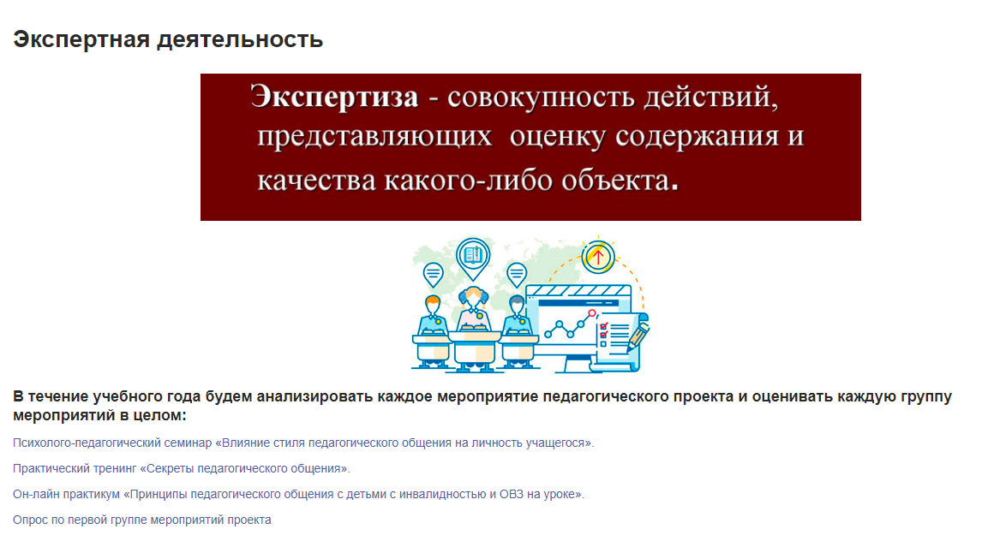 Экспертная деятельность
Экспертиза - совокупность действий,
представляющих оценку содержания и
качества какого-либо объекта.
В течение учебного года будем анализировать каждое мероприятие педагогического проекта и оценивать каждую группу
мероприятий в целом:
Психолого-педагогический семинар «Влияние стиля педагогического общения на личность учащегося».
Практический тренинг «Секреты педагогического общения».
Он-лайн практикум «Принципы педагогического общения с детьми с инвалидностью и ОВЗ на уроке».
Опрос по первой группе мероприятий проекта